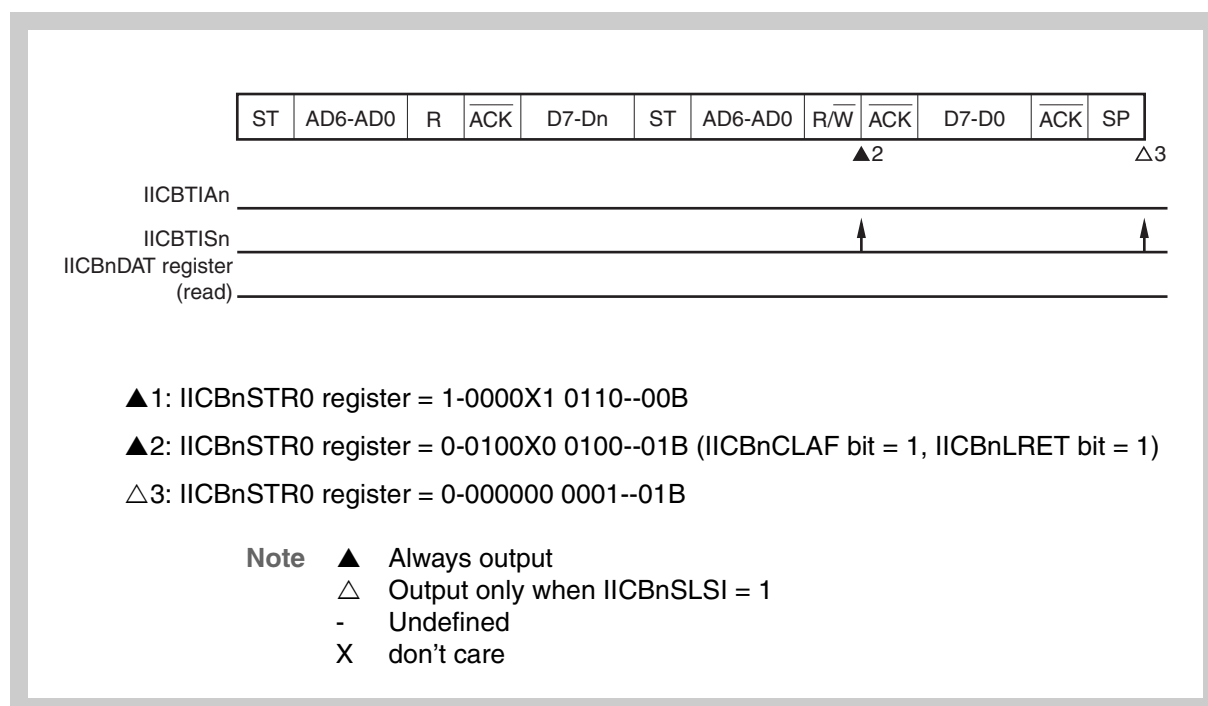 ST AD6-AD0 R ACK D7-Dn ST AD6-AD0 R/W ACK D7-D0 ACK SP
▲2 △3
IICBTIAn
IICBTISn
IICBnDAT register
(read)
▲1: IICBnSTR0 register = 1-0000X1 0110--00B
▲2: IICBnSTR0 register = 0-0100X0 0100--01B (IICBnCLAF bit = 1, IICBnLRET bit = 1)
△3: IICBnSTR0 register = 0-000000 0001--01B
Note ▲ Always output
△ Output only when IICBnSLSI = 1
- Undefined
X don't care